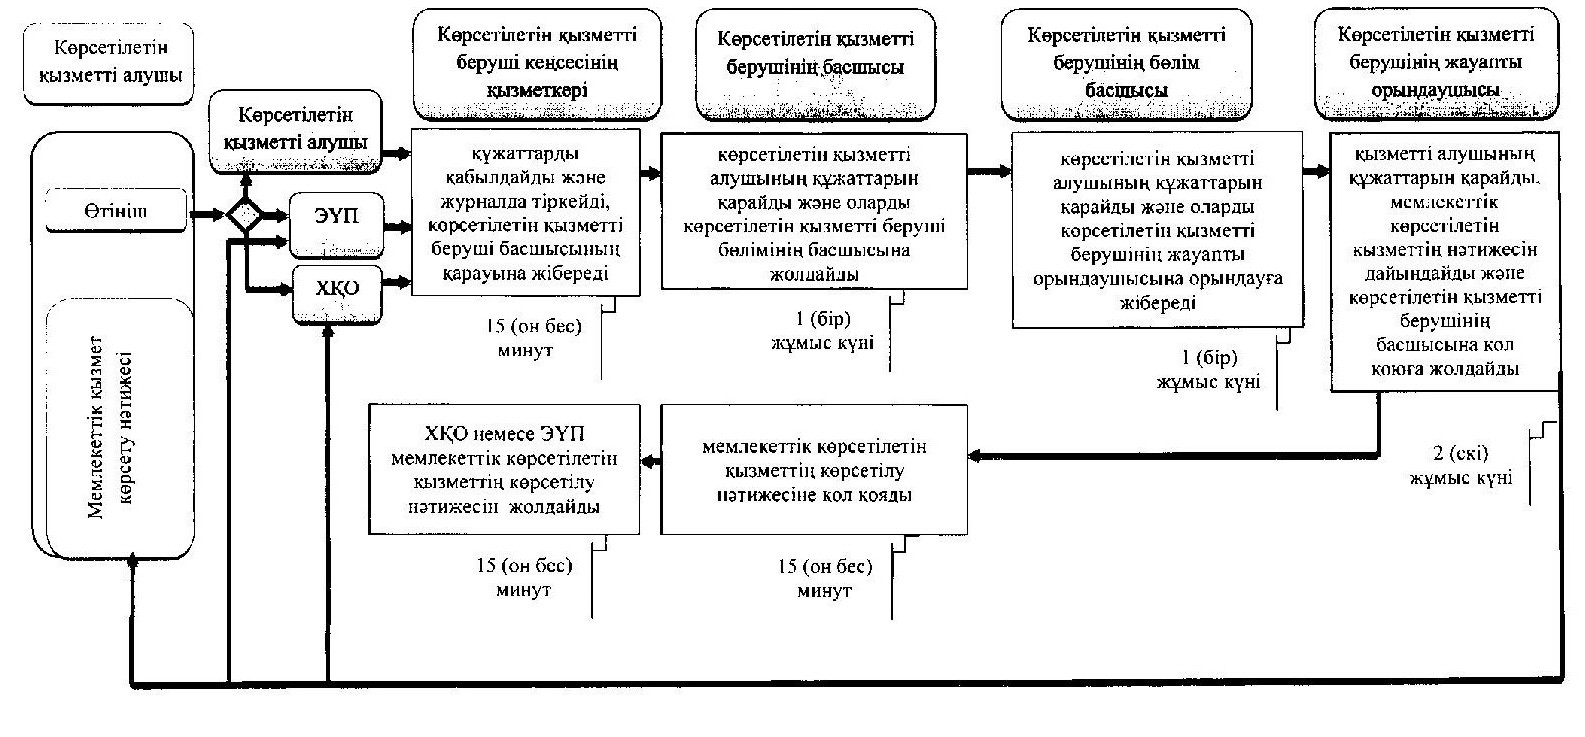 Көрсетілетін
қызметті алушы
Көрсетілетін қызметті
беруші кеңсесінің
қызметкері
Көрсетілетін қызметті
берушінің басшысы
Көрсетілетін қызметті
берушінің бөлім
басшысы
Көрсетілетін қызметті
берушінің жауапты
орындаушысы
Өтініш
Көрсетілетін
қызметті алушы
ЭҮП
ХҚО
құжаттарды
қабылдайды және
журналда тіркейді,
көрсетілетін қызметті
беруші басшысының
қарауына жібереді
15 (он бес)
минут
көрсетілетін қызметті
алушының құжаттарын
қарайды және оларды
көрсетілетін қызметті беруші
бөлімінің басшысына
жолдайды
1 (бір)
жұмыс күні
көрсетілетін қызметті
алушының құжаттарын
қарайды және оларды
көрсетілетін қызметті
берушінің жауапты
орындаушысына орындауға
жібереді
1 (бір)
жұмыс күні
қызметті алушының
құжаттарын қарайды,
мемлекеттік
көрсетілетін
қызметтің нәтижесін
дайындайды және
көрсетілетін қызметті
берушінің
басшысына қол
қоюға жолдайды
2 (екі)
жұмыс күні
мемлекеттік көрсетілетін
қызметтің көрсетілу
нәтижесіне қол қояды
15 (он бес)
минут
ХҚО немесе ЭҮП
мемлекеттік көрсетілетін
қызметтің көрсетілу
нәтижесін жолдайды
15 (он бес)
минут
Мемлекеттік қызмет
көрсету нәтижесі